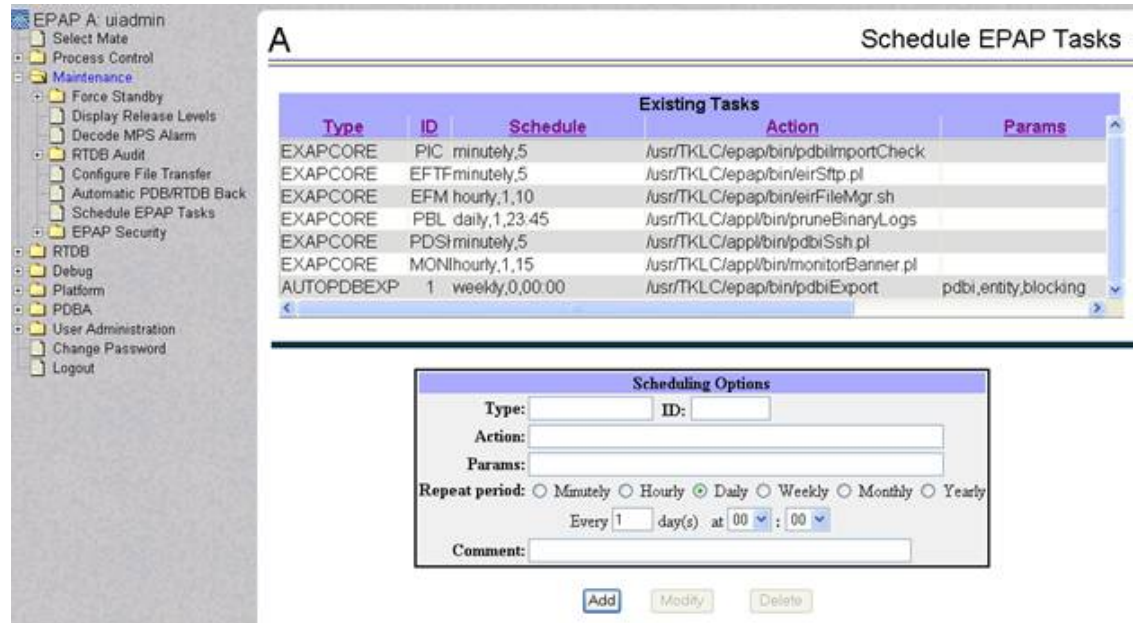 EPAP A: uiadmin
Select Mate
Process Control
Maintenance
Force Standby
Display Release Levels
Decode MPS Alarm
RTDB Audit
Configure File Transfer
Automatic PDB/RTDB Back
Schedule EPAP Tasks
EPAP Security
RTDB
Debug
Platform
PDBA
User Administration
Change Password
Logout
A Schedule EPAP Tasks
Existing Tasks
Type ID Schedule Action Params
EXAPCORE PIC minutely,5 /usr/TKLC/epap/bin/pdbiImportCheck
EXAPCORE EFTF minutely,5 /usr/TKLC/epap/bin/eirSftp.pl
EXAPCORE EFM hourly,1,10 /usr/TKLC/epap/bin/eirFileMgr.sh
EXAPCORE PBL daily,1,23:45 /usr/TKLC/appl/bin/pruneBinaryLogs
EXAPCORE minutely,5 /usr/TKLC/appl/bin/pdbiSsh.pl
EXAPCORE MONI hourly,1,15 /usr/TKLC/appl/bin/monitorBanner.pl
AUTOPDBEXP 1 weekly,0,00:00 /usr/TKLC/epap/bin/pdbiExport pdbi,entity,blocking
Scheduling Options
Type: ID:
Action:
Params:
Repeat period: Minutely Hourly Daily Weekly Monthly Yearly
Every 1 day(s) at 00 : 00
Comment:
Add Modify Delete